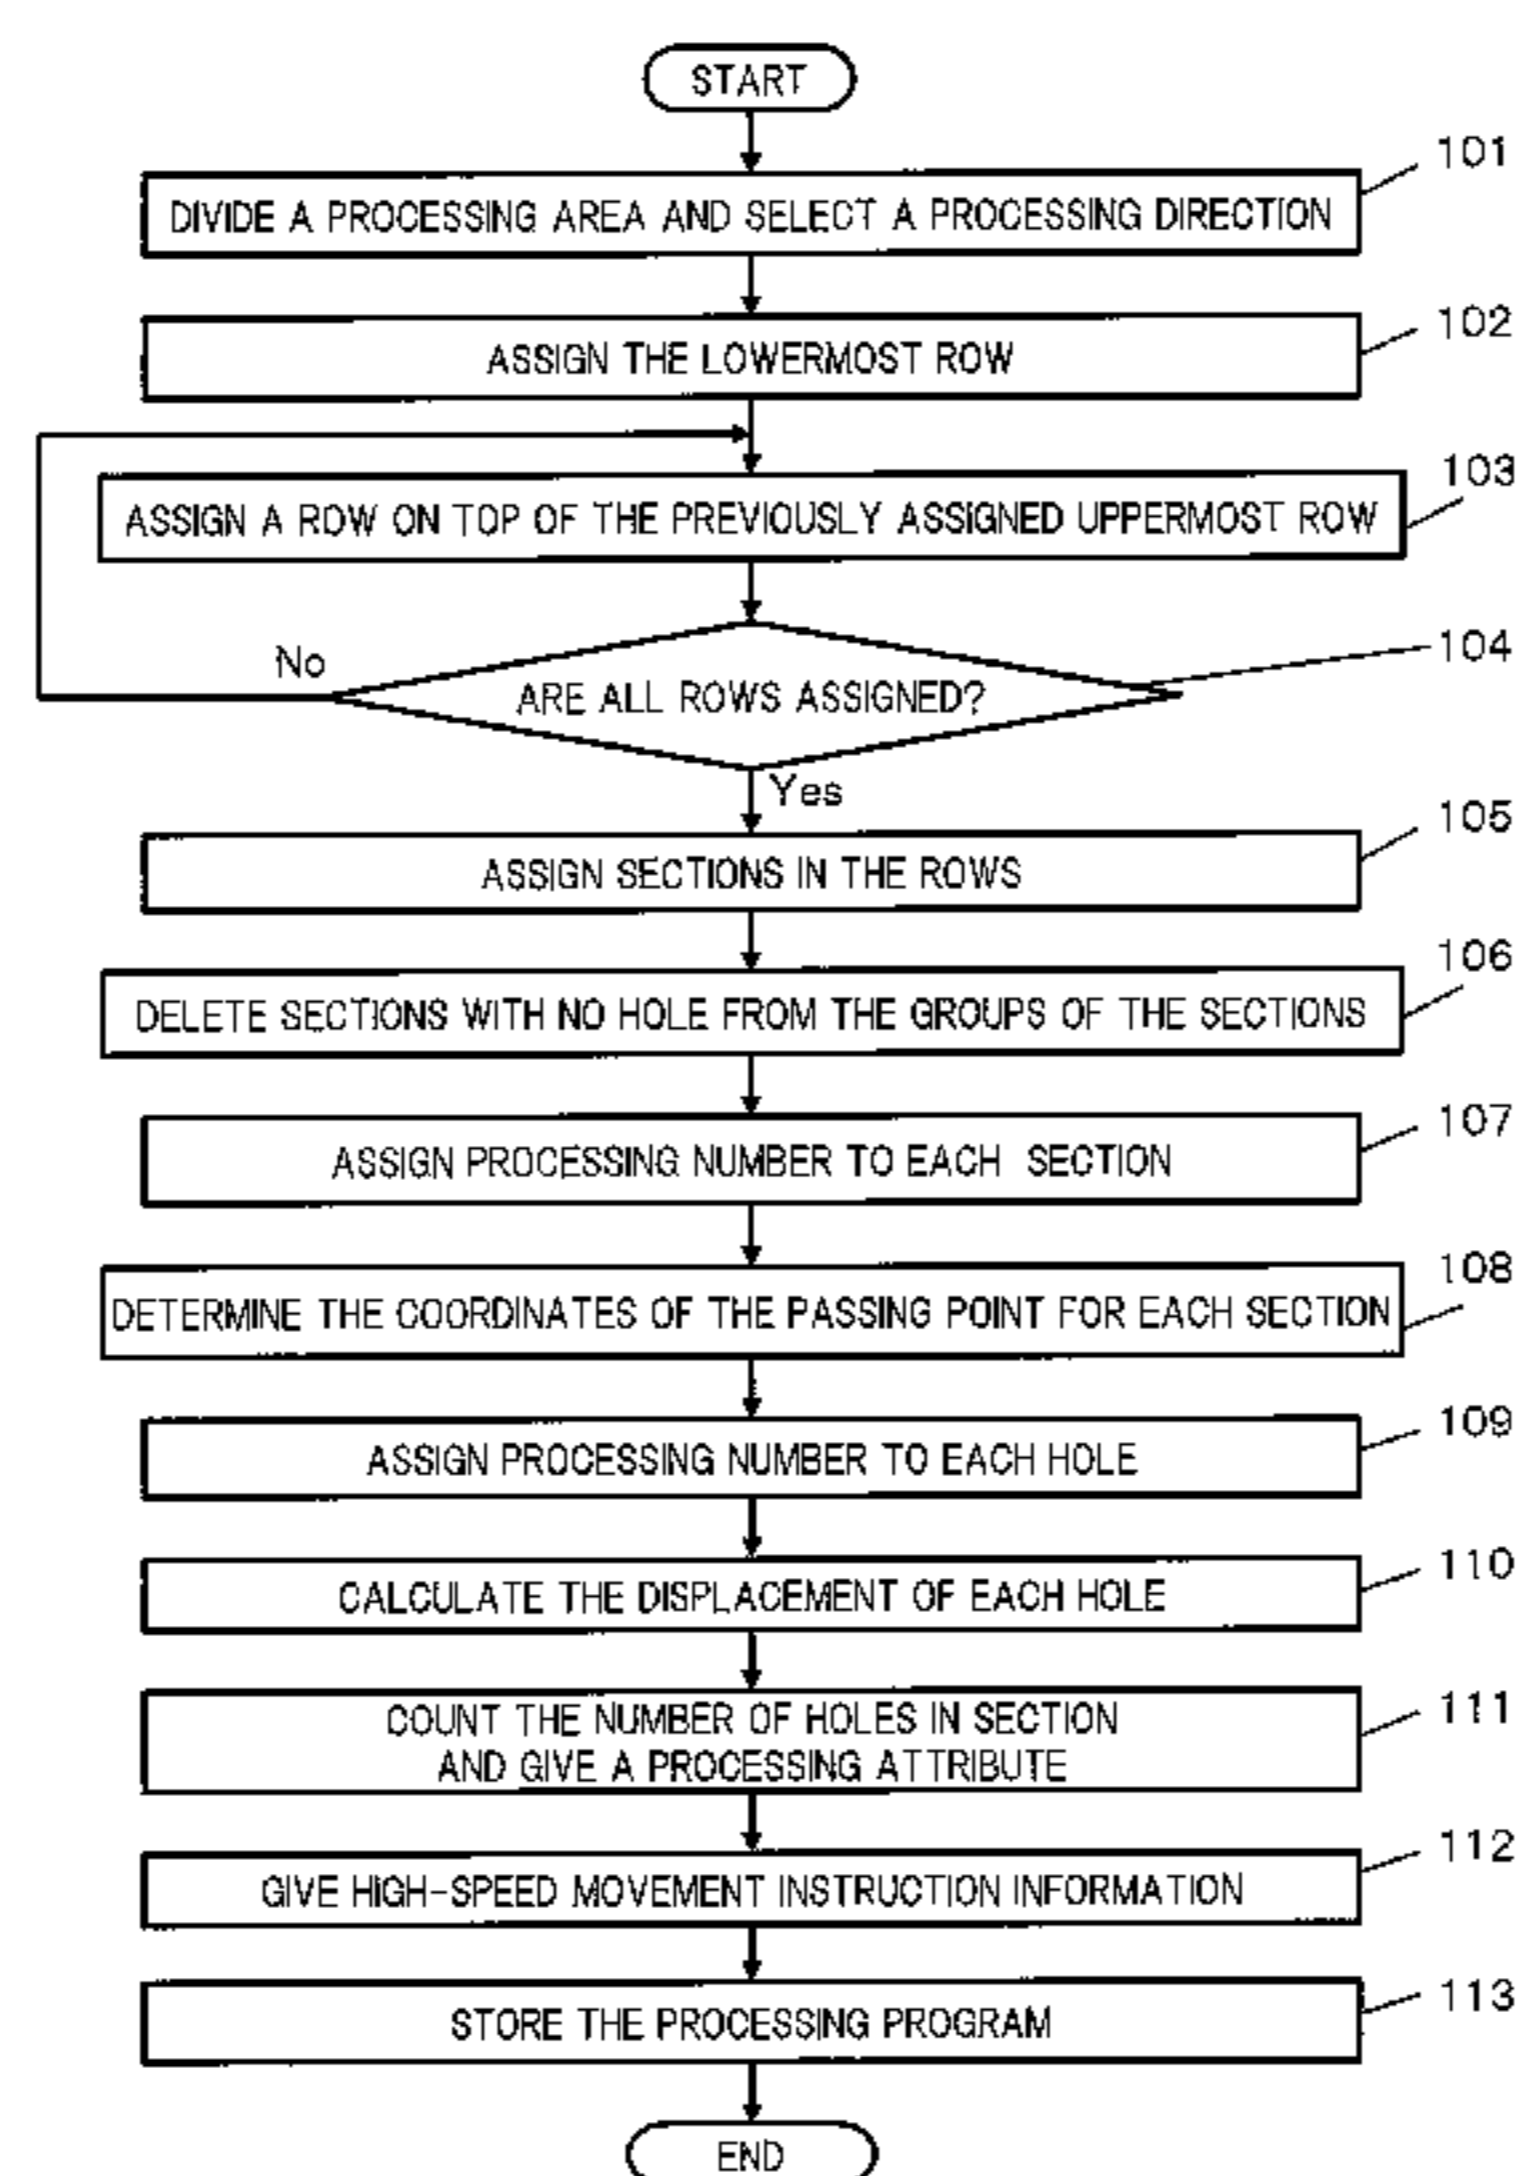 START
101
DIVIDE A PROCESSING AREA AND SELECT A PROCESSING DIRECTION
102
ASSIGN THE LOWERMOST ROW
103
ASSIGN A ROW ON TOP OF THE PREVIOUSLY ASSIGNED UPPERMOST ROW
104
No
ARE ALL ROWS ASSIGNED?
Yes
105
ASSIGN SECTIONS IN THE ROWS
106
DELETE SECTIONS WITH NO HOLE FROM THE GROUPS OF THE SECTIONS
107
ASSIGN PROCESSING NUMBER TO EACH SECTION
108
DETERMINE THE COORDINATES OF THE PASSING POINT FOR EACH SECTION
109
ASSIGN PROCESSING NUMBER TO EACH HOLE
110
CALCULATE THE DISPLACEMENT OF EACH HOLE
111
COUNT THE NUMBER OF HOLES IN SECTION
AND GIVE A PROCESSING ATTRIBUTE
112
GIVE HIGH-SPEED MOVEMENT INSTRUCTION INFORMATION
113
STORE THE PROCESSING PROGRAM
END